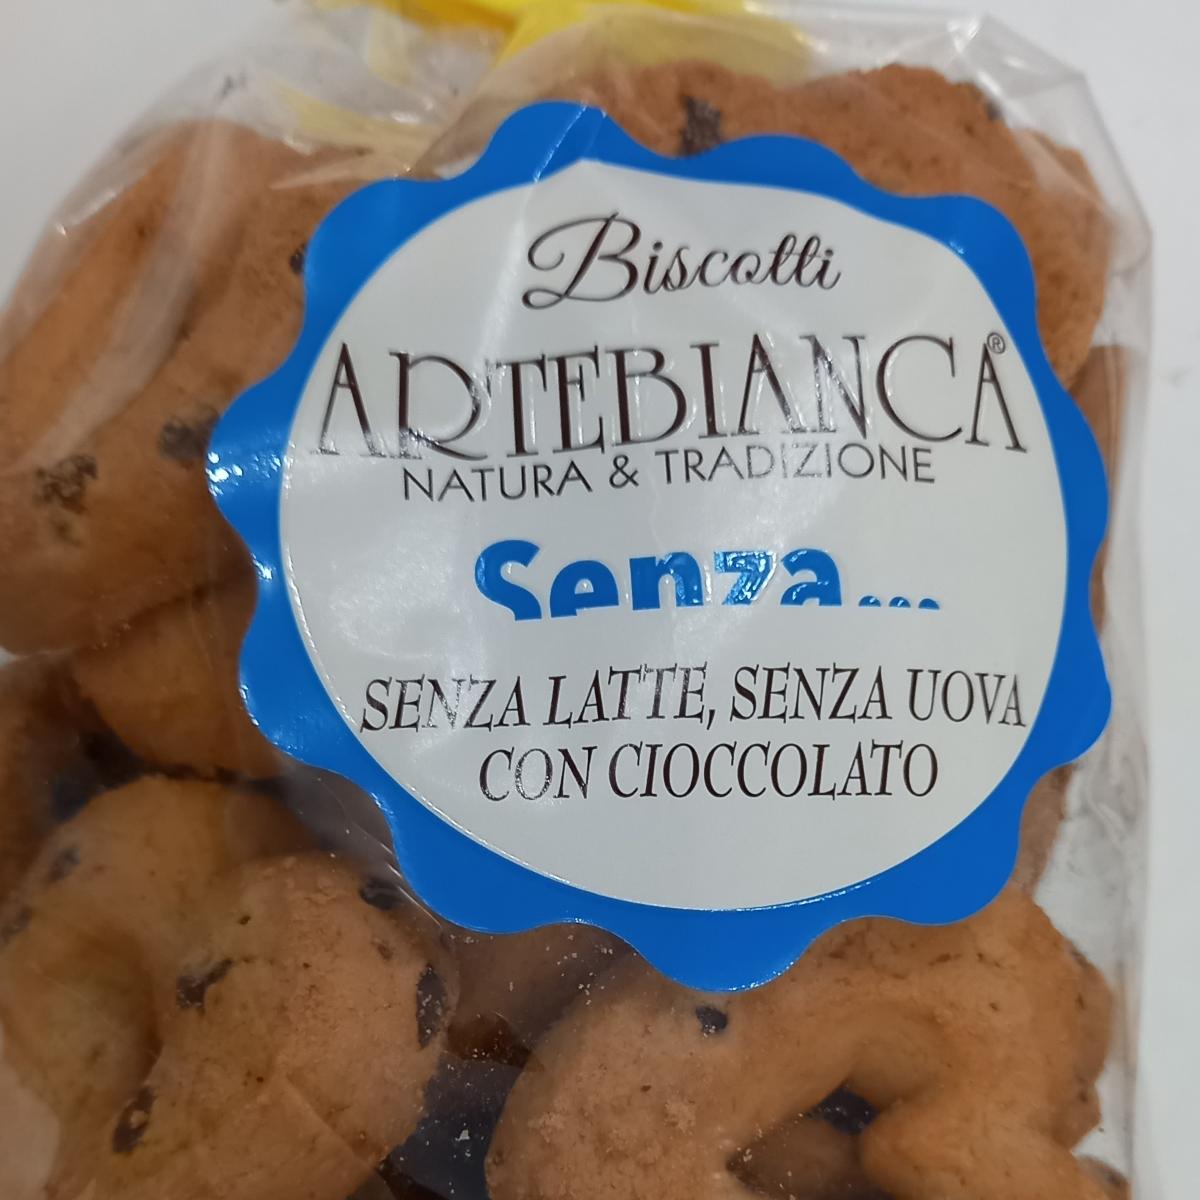 Biscotti
ARTEBIANCA®
NATURA & TRADIZIONE
Senza...
SENZA LATTE, SENZA UOVA
CON CIOCCOLATO